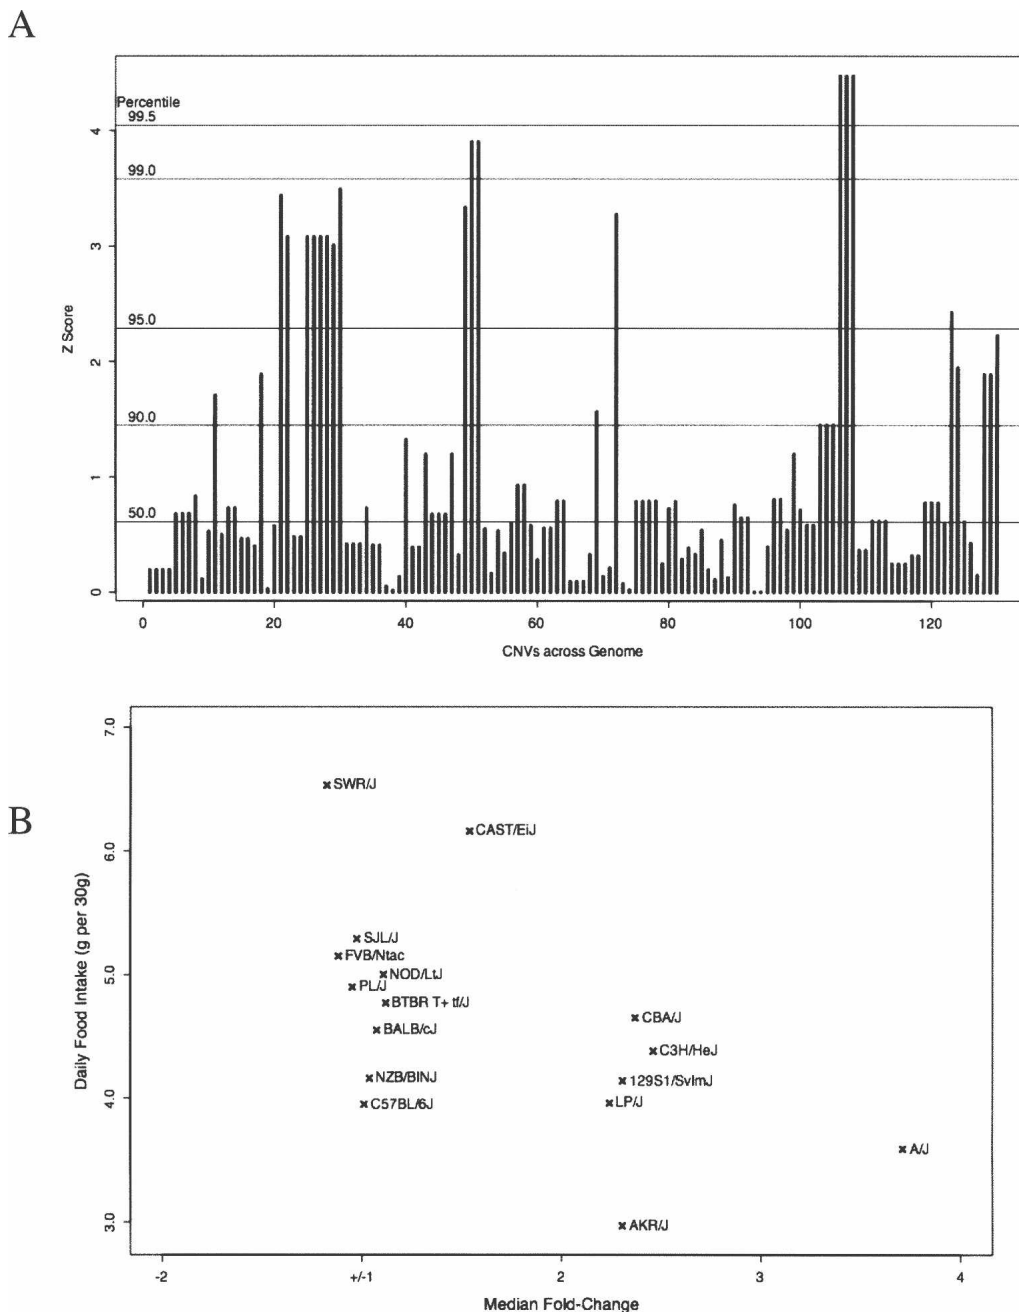 A
Percentile
99.5
99.0
95.0
90.0
50.0
4
3
2
1
0
Z Score
0 20 40 60 80 100 120
CNVs across Genome
B
7.0
6.0
5.0
4.0
3.0
Daily Food Intake (g per 30g)
SWR/J
CAST/EiJ
SJL/J
FVB/Ntac
NOD/LtJ
PL/J
BTBR T+ tf/J
CBA/J
BALB/cJ
C3H/HeJ
NZB/BINJ
129S1/SvImJ
C57BL/6J
LP/J
A/J
AKR/J
-2 +/-1 2 3 4
Median Fold-Change